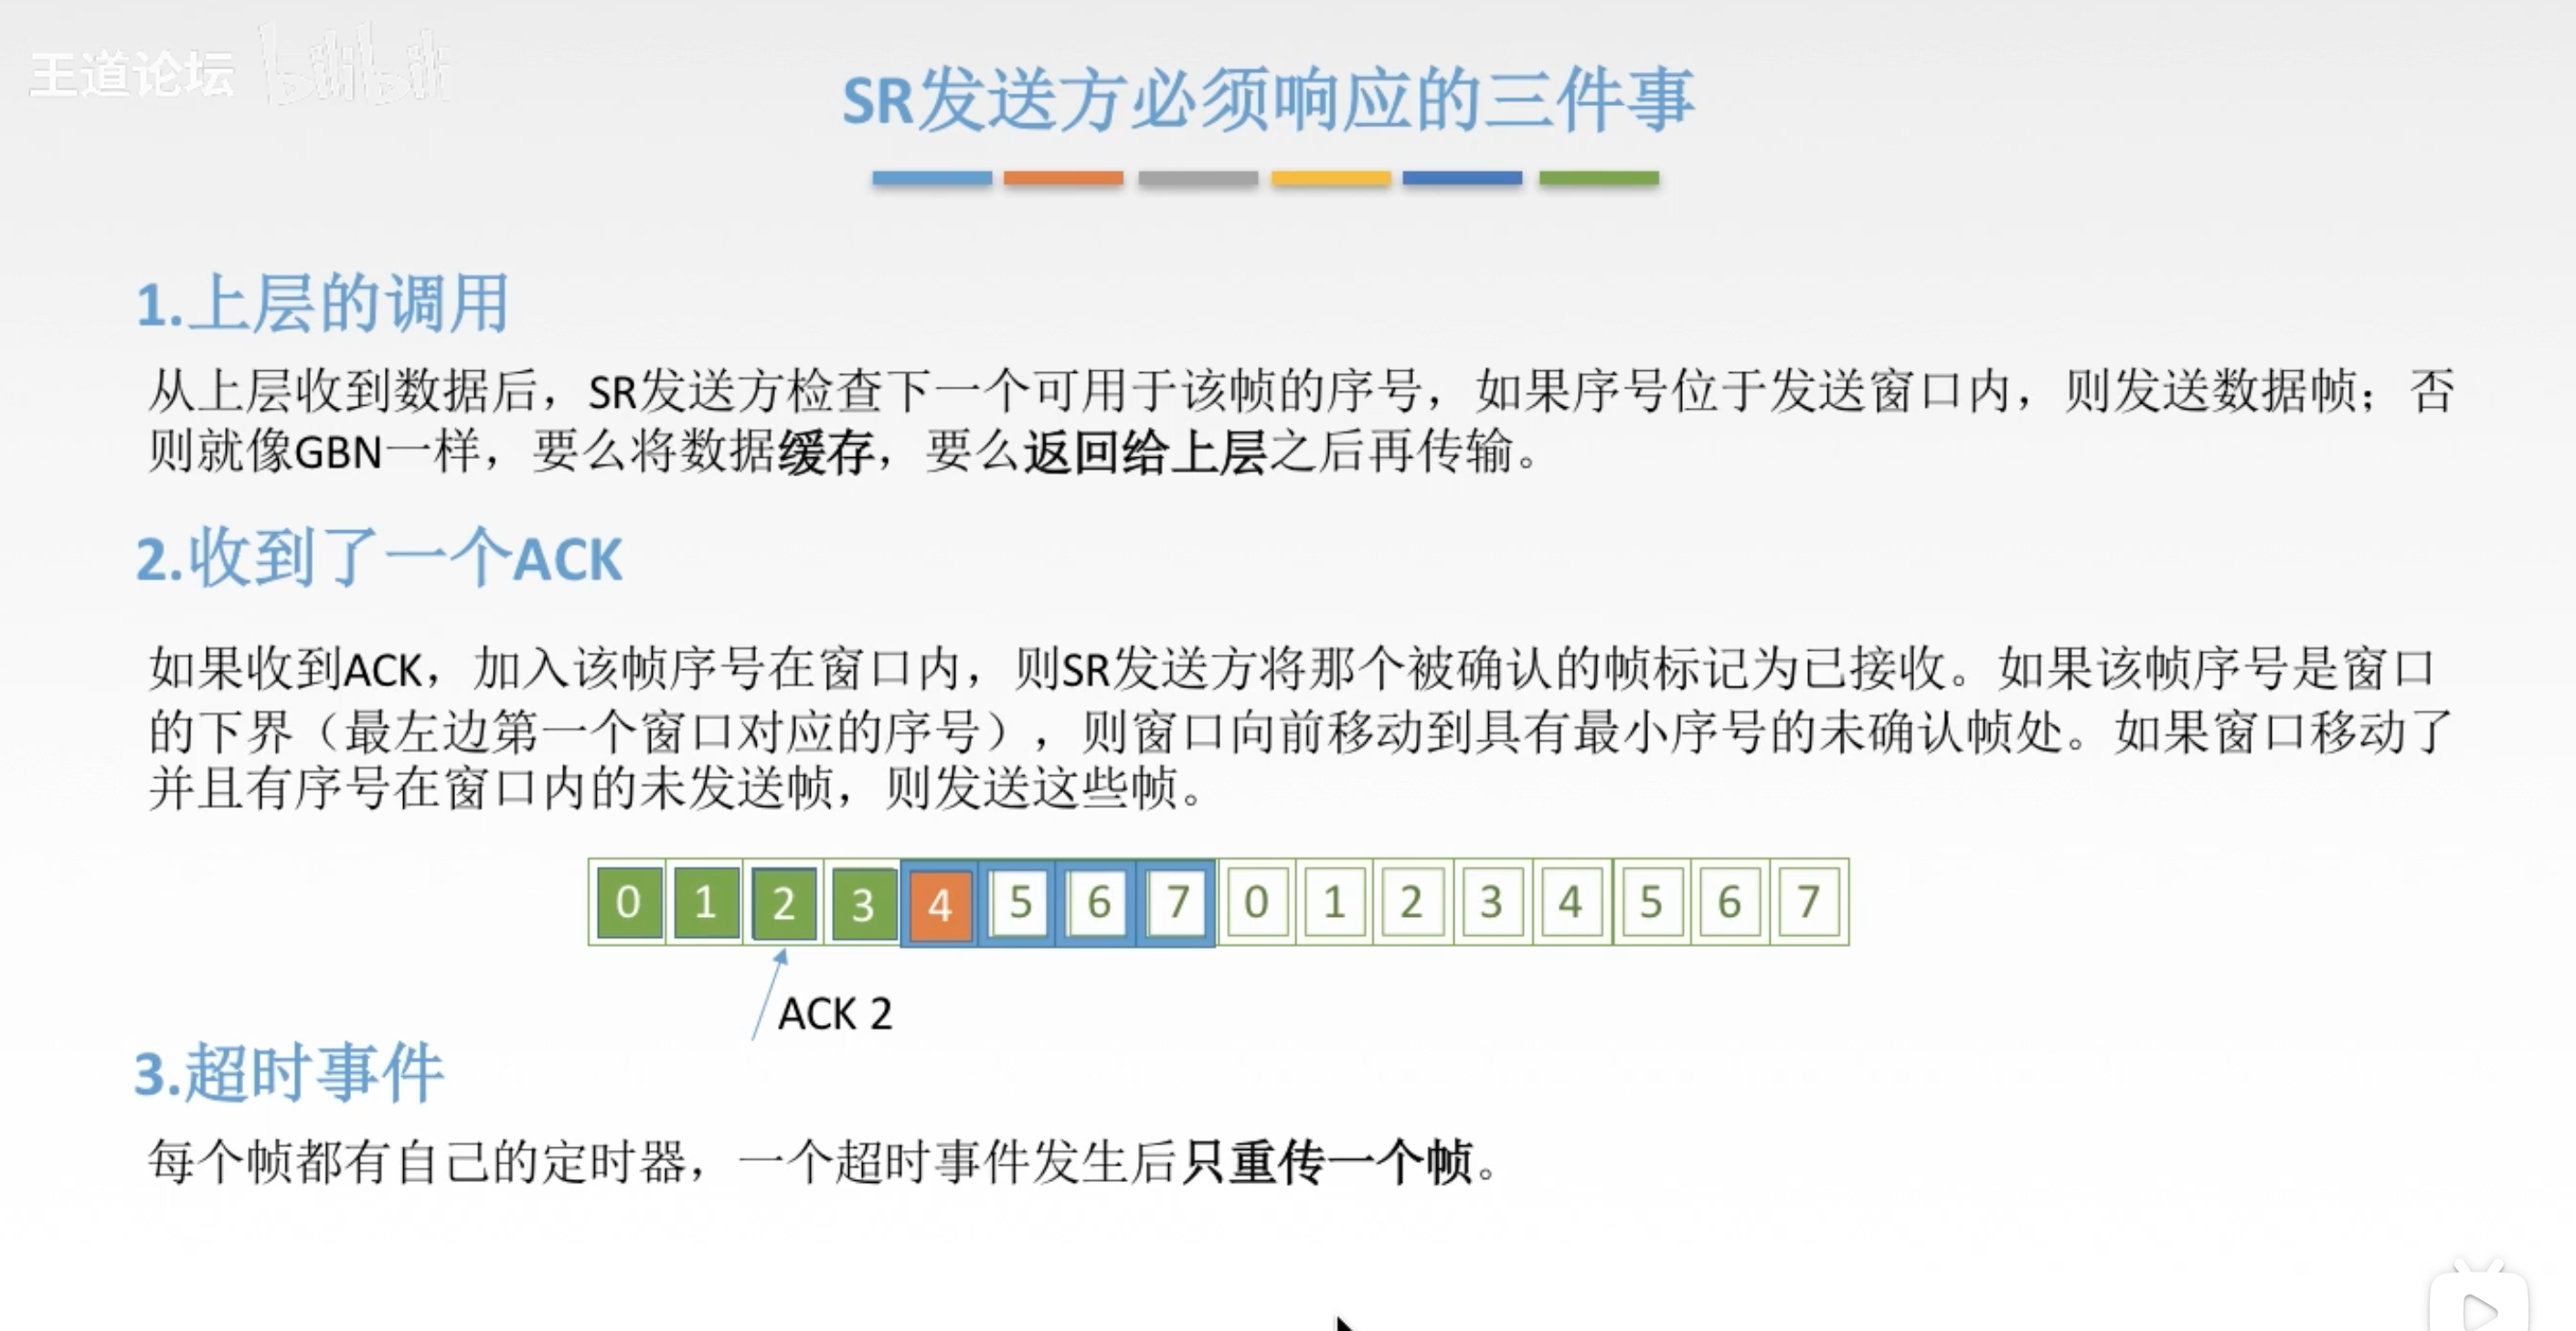 王道论坛 bilibili
SR发送方必须响应的三件事
1.上层的调用
从上层收到数据后，SR发送方检查下一个可用于该帧的序号，如果序号位于发送窗口内，则发送数据帧；否
则就像GBN一样，要么将数据缓存，要么返回给上层之后再传输。
2.收到了一个ACK
如果收到ACK，加入该帧序号在窗口内，则SR发送方将那个被确认的帧标记为已接收。如果该帧序号是窗口
的下界（最左边第一个窗口对应的序号），则窗口向前移动到具有最小序号的未确认帧处。如果窗口移动了
并且有序号在窗口内的未发送帧，则发送这些帧。
0 1 2 3 4 5 6 7 0 1 2 3 4 5 6 7
ACK 2
3.超时事件
每个帧都有自己的定时器，一个超时事件发生后只重传一个帧。